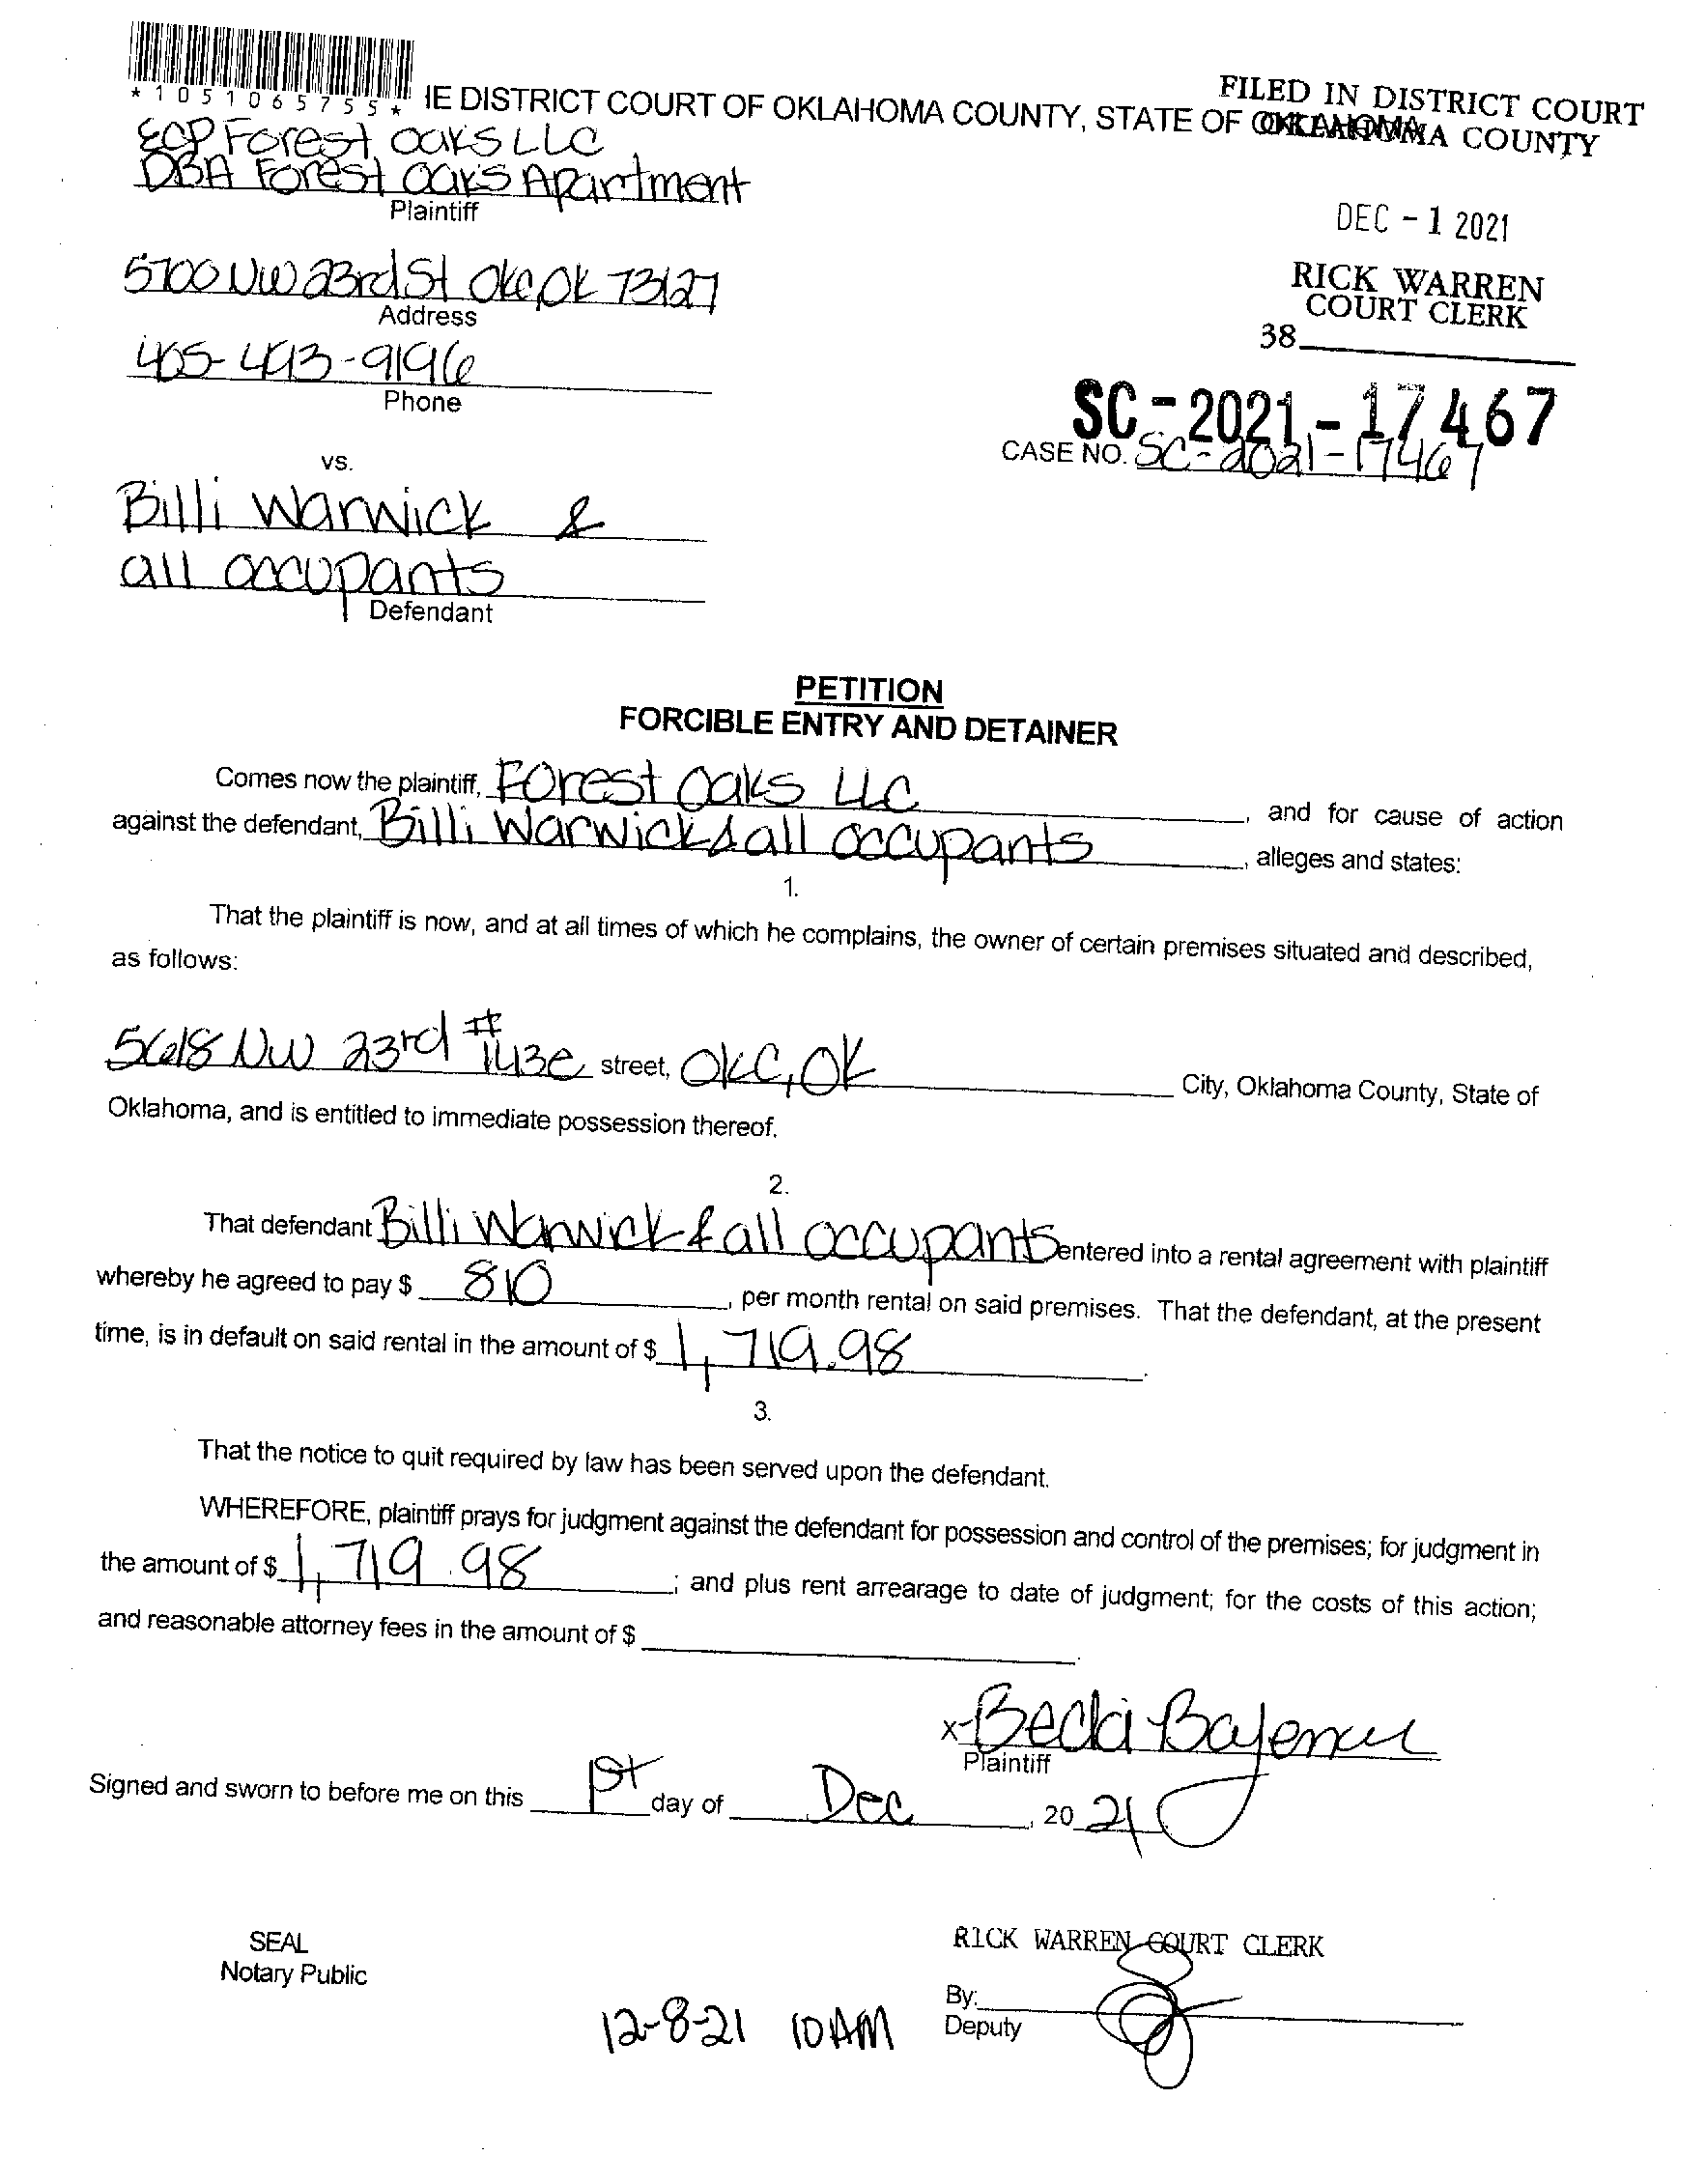 *1051065755*
IE DISTRICT COURT OF OKLAHOMA COUNTY, STATE OF OKLAHOMA
FILED IN DISTRICT COURT
OKLAHOMA COUNTY
ECP Forest Oaks LLC
DBA Forest Oaks Apartment
Plaintiff
DEC - 1 2021
5700 NW 23rd St OKC, OK 73127
Address
RICK WARREN
COURT CLERK
38
405-493-9196
Phone
SC-2021-17467
CASE NO. SC-2021-17467
vs.
Billi Warwick &
all occupants
Defendant
PETITION
FORCIBLE ENTRY AND DETAINER
Comes now the plaintiff, Forest Oaks LLC, and for cause of action
against the defendant, Billi Warwick & all occupants, alleges and states:
1.
That the plaintiff is now, and at all times of which he complains, the owner of certain premises situated and described,
as follows:
5618 NW 23rd #143e street, OKC, OK City, Oklahoma County, State of
Oklahoma, and is entitled to immediate possession thereof.
2.
That defendant Billi Warwick & all occupants entered into a rental agreement with plaintiff
whereby he agreed to pay $ 810, per month rental on said premises. That the defendant, at the present
time, is in default on said rental in the amount of $ 1,719.98.
3.
That the notice to quit required by law has been served upon the defendant.
WHEREFORE, plaintiff prays for judgment against the defendant for possession and control of the premises; for judgment in
the amount of $ 1,719.98; and plus rent arrearage to date of judgment; for the costs of this action;
and reasonable attorney fees in the amount of $ .
x Becki
Plaintiff
Signed and sworn to before me on this 1st day of Dec, 20 21
SEAL
Notary Public
RICK WARREN COURT CLERK
By:
Deputy
12-8-21 10AM